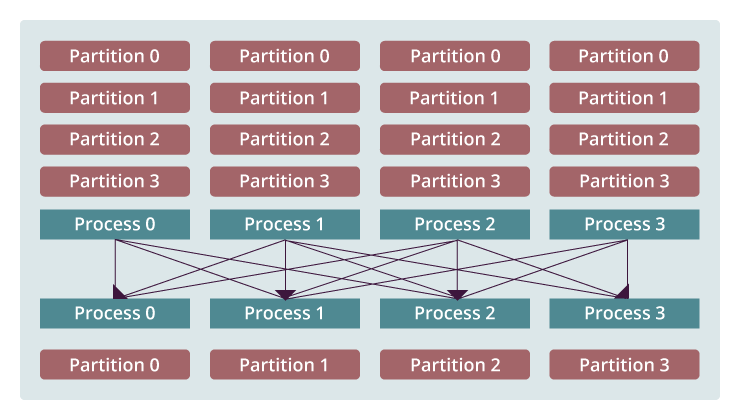 Partition 0 Partition 0 Partition 0 Partition 0
Partition 1 Partition 1 Partition 1 Partition 1
Partition 2 Partition 2 Partition 2 Partition 2
Partition 3 Partition 3 Partition 3 Partition 3
Process 0 Process 1 Process 2 Process 3
Process 0 Process 1 Process 2 Process 3
Partition 0 Partition 1 Partition 2 Partition 3